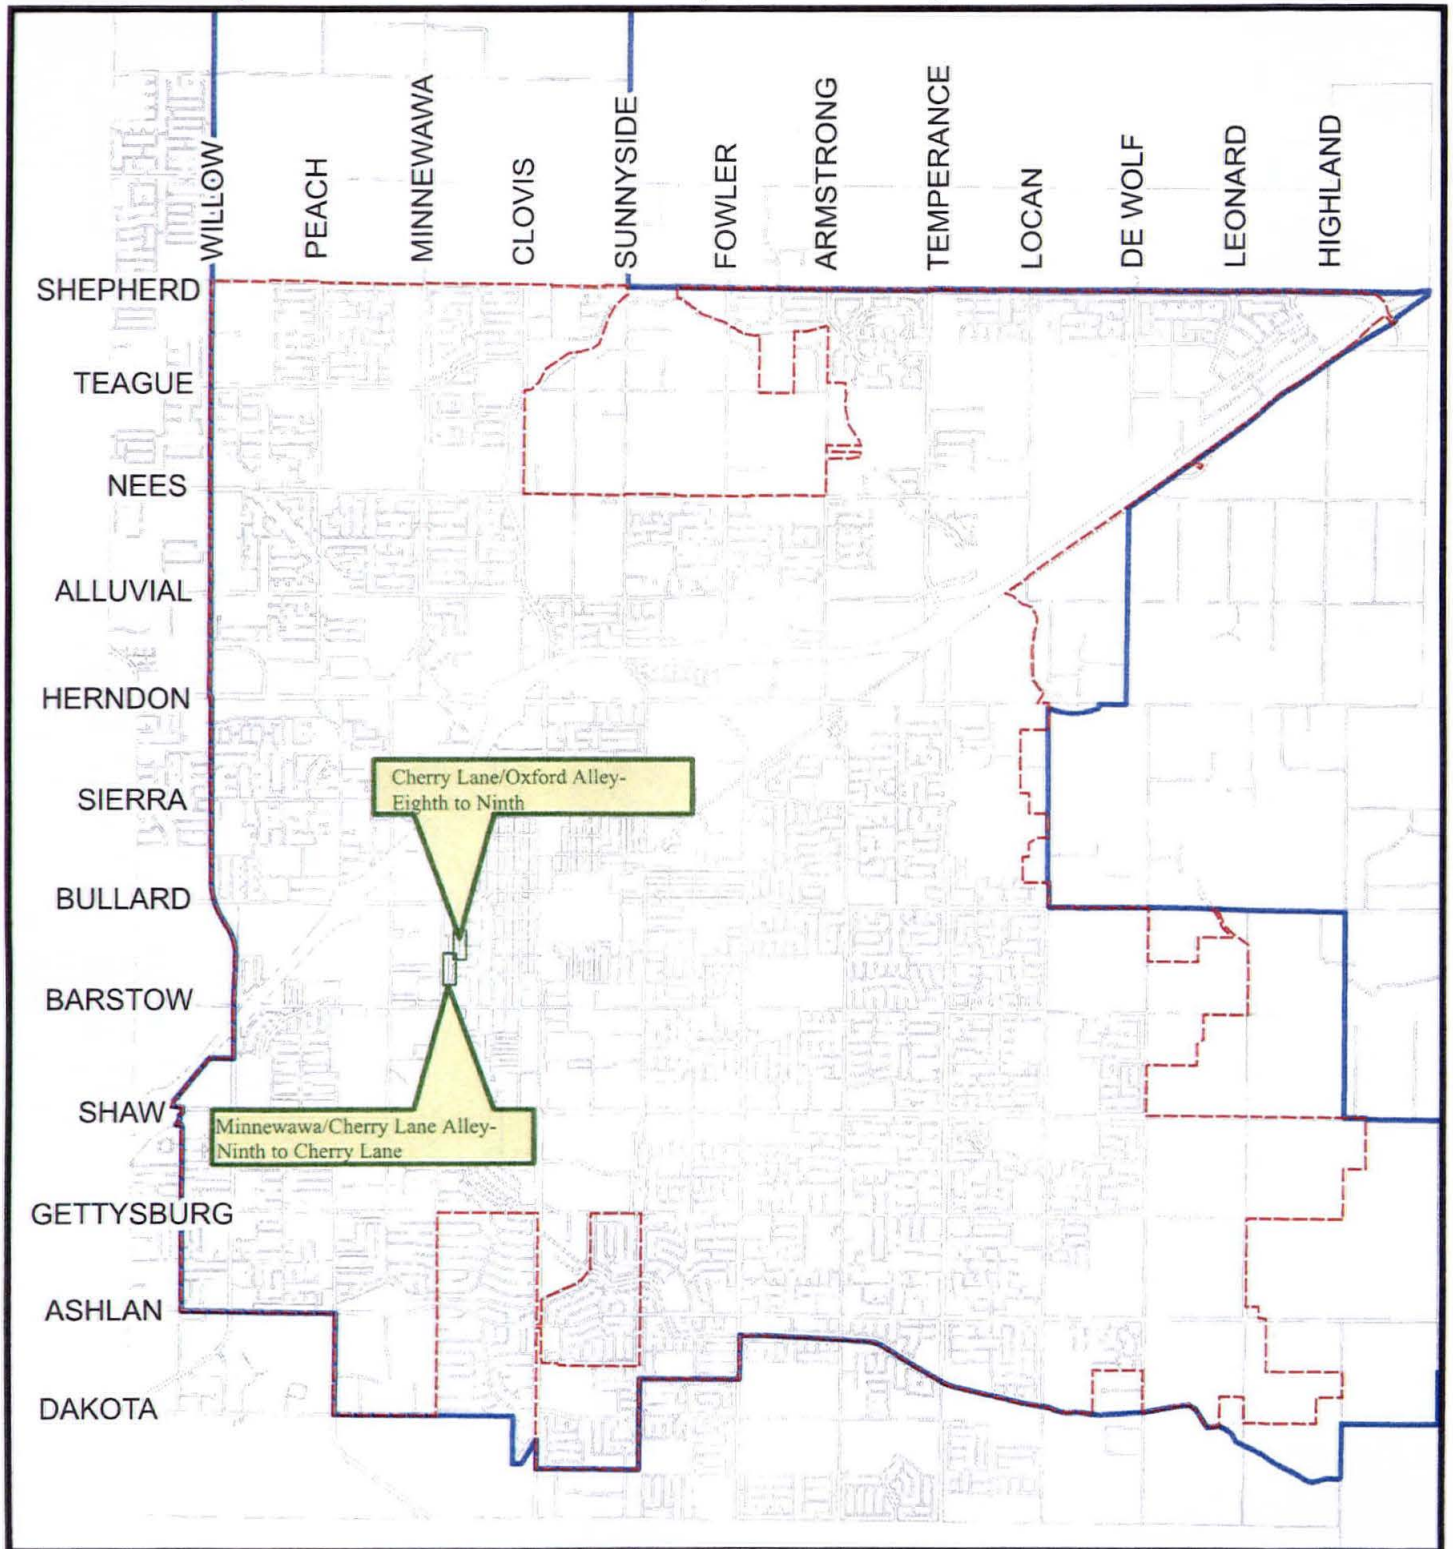 WILLOW
PEACH
MINNEWAWA
CLOVIS
SUNNYSIDE
FOWLER
ARMSTRONG
TEMPERANCE
LOCAN
DE WOLF
LEONARD
HIGHLAND
SHEPHERD
TEAGUE
NEES
ALLUVIAL
HERNDON
SIERRA
BULLARD
BARSTOW
SHAW
GETTYSBURG
ASHLAN
DAKOTA
Cherry Lane/Oxford Alley-
Eighth to Ninth
Minnewawa/Cherry Lane Alley-
Ninth to Cherry Lane